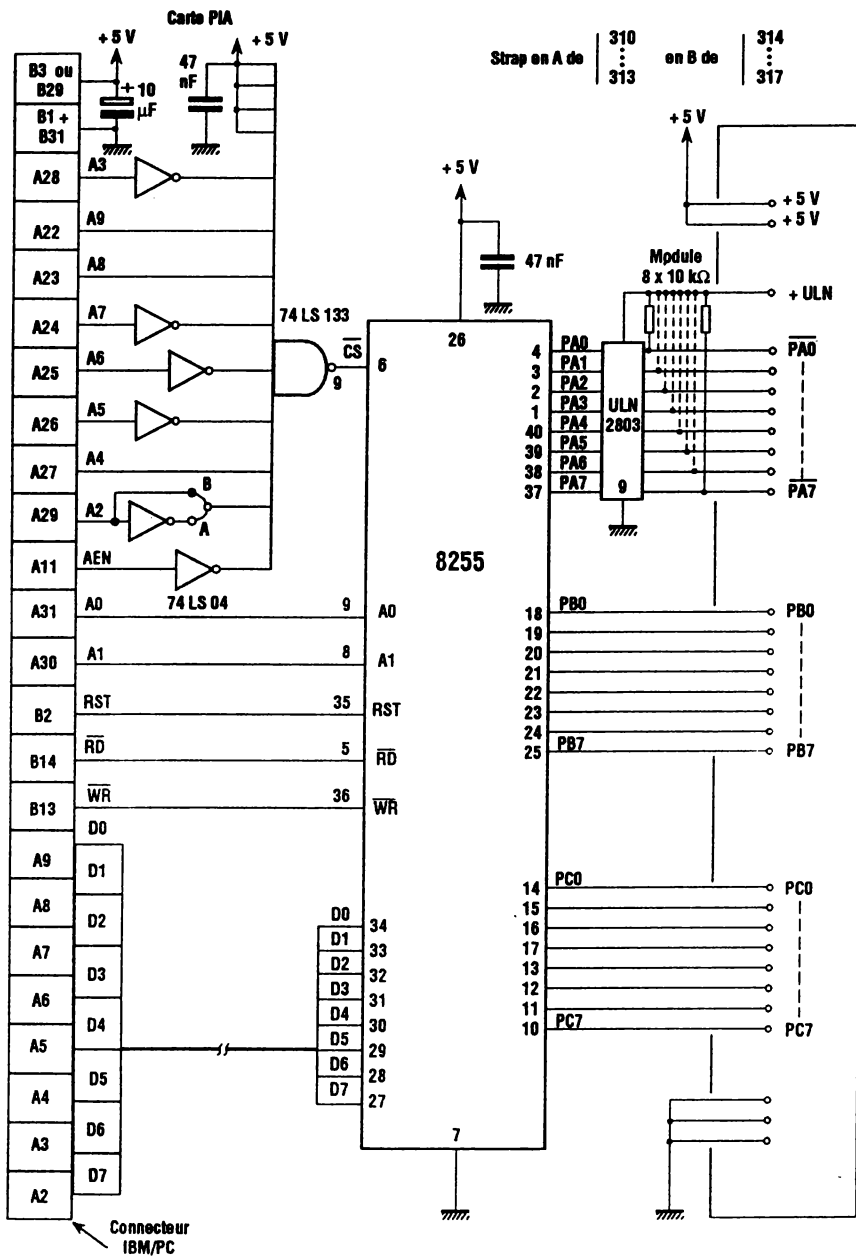 Carte PIA
+ 5 V
+ 5 V
47
nF
+ 10
µF
Strap en A de
310
313
en B de
314
317
B3 ou
B29
B1 +
B31
A28
A22
A23
A24
A25
A26
A27
A29
A11
A31
A30
B2
B14
B13
A9
A8
A7
A6
A5
A4
A3
A2
A3
A9
A8
A7
A6
A5
A4
A2
B
A
AEN
74 LS 04
74 LS 133
CS
9
6
A0
9
A0
A1
8
A1
RST
35
RST
RD
5
RD
WR
36
WR
D0
D1
D2
D3
D4
D5
D6
D7
D0
D1
D2
D3
D4
D5
D6
D7
34
33
32
31
30
29
28
27
+ 5 V
47 nF
26
8255
7
4
3
2
1
40
39
38
37
PA0
PA1
PA2
PA3
PA4
PA5
PA6
PA7
ULN
2803
9
Module
8 x 10 kΩ
+ 5 V
+ 5 V
+ 5 V
+ ULN
PA0
PA7
18
19
20
21
22
23
24
25
PB0
PB7
PB0
PB7
14
15
16
17
13
12
11
10
PC0
PC7
PC0
PC7
Connecteur
IBM/PC